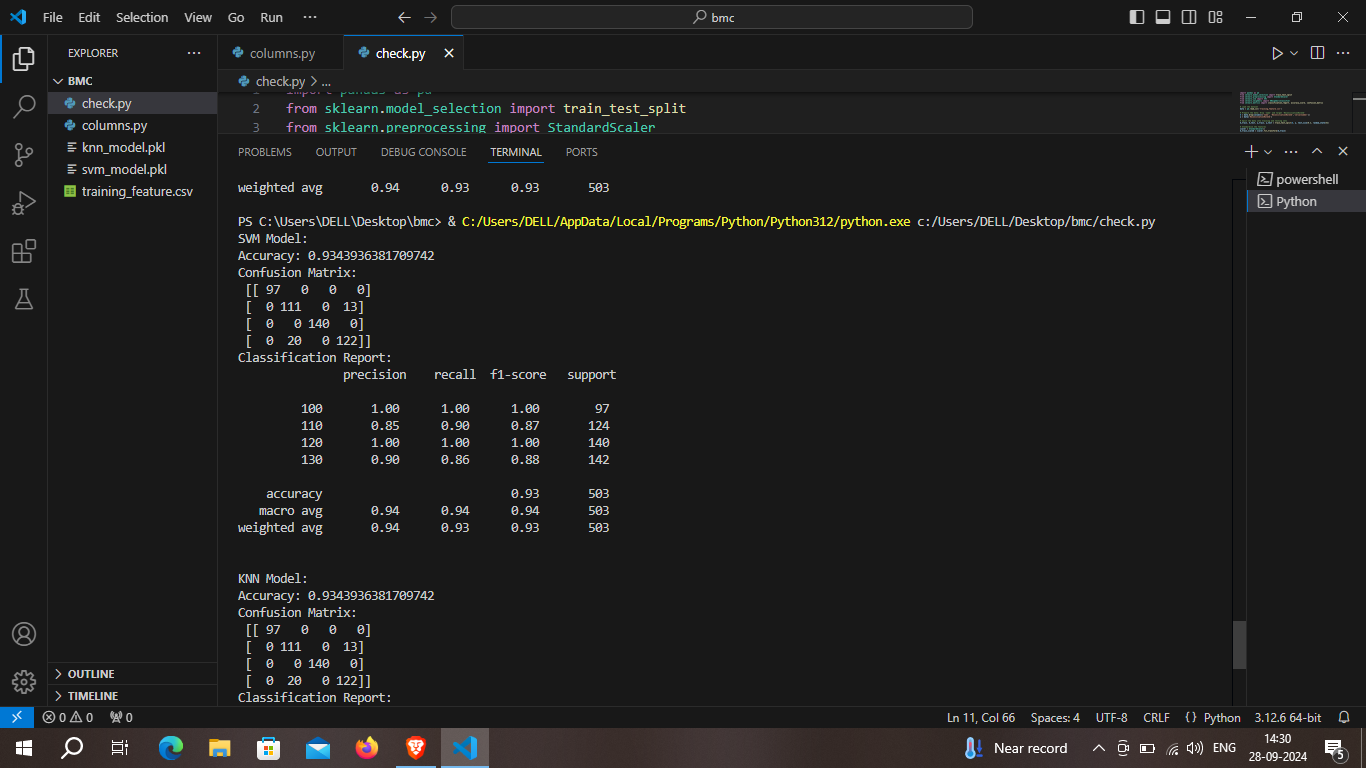 File Edit Selection View Go Run ··· bmc
EXPLORER ···
BMC
check.py
columns.py
knn_model.pkl
svm_model.pkl
training_feature.csv
OUTLINE
TIMELINE
columns.py check.py
check.py > ...
1 import pandas as pd
2 from sklearn.model_selection import train_test_split
3 from sklearn.preprocessing import StandardScaler
PROBLEMS OUTPUT DEBUG CONSOLE TERMINAL PORTS
powershell
Python
weighted avg 0.94 0.93 0.93 503
PS C:\Users\DELL\Desktop\bmc> & C:/Users/DELL/AppData/Local/Programs/Python/Python312/python.exe c:/Users/DELL/Desktop/bmc/check.py
SVM Model:
Accuracy: 0.9343936381709742
Confusion Matrix:
[[ 97 0 0 0]
[ 0 111 0 13]
[ 0 0 140 0]
[ 0 20 0 122]]
Classification Report:
precision recall f1-score support
100 1.00 1.00 1.00 97
110 0.85 0.90 0.87 124
120 1.00 1.00 1.00 140
130 0.90 0.86 0.88 142
accuracy 0.93 503
macro avg 0.94 0.94 0.94 503
weighted avg 0.94 0.93 0.93 503
KNN Model:
Accuracy: 0.9343936381709742
Confusion Matrix:
[[ 97 0 0 0]
[ 0 111 0 13]
[ 0 0 140 0]
[ 0 20 0 122]]
Classification Report:
0 0 0 Ln 11, Col 66 Spaces: 4 UTF-8 CRLF {} Python 3.12.6 64-bit
Near record ENG 14:30
28-09-2024 5